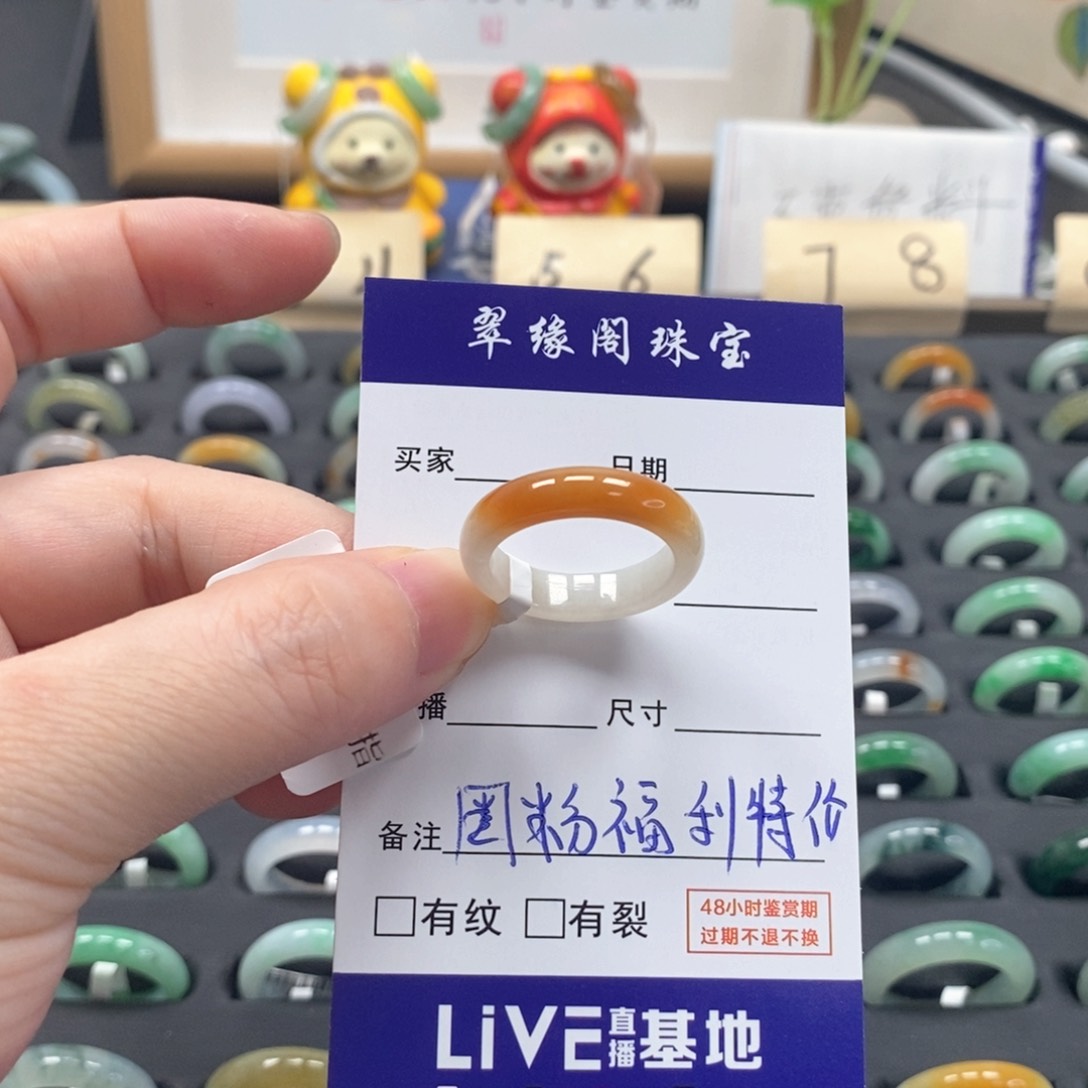 5 6
7 8
翠缘阁珠宝
买家 日期
播 尺寸
备注 圈粉福利特价
有纹 有裂
48小时鉴赏期
过期不退不换
LiVE直播基地
指